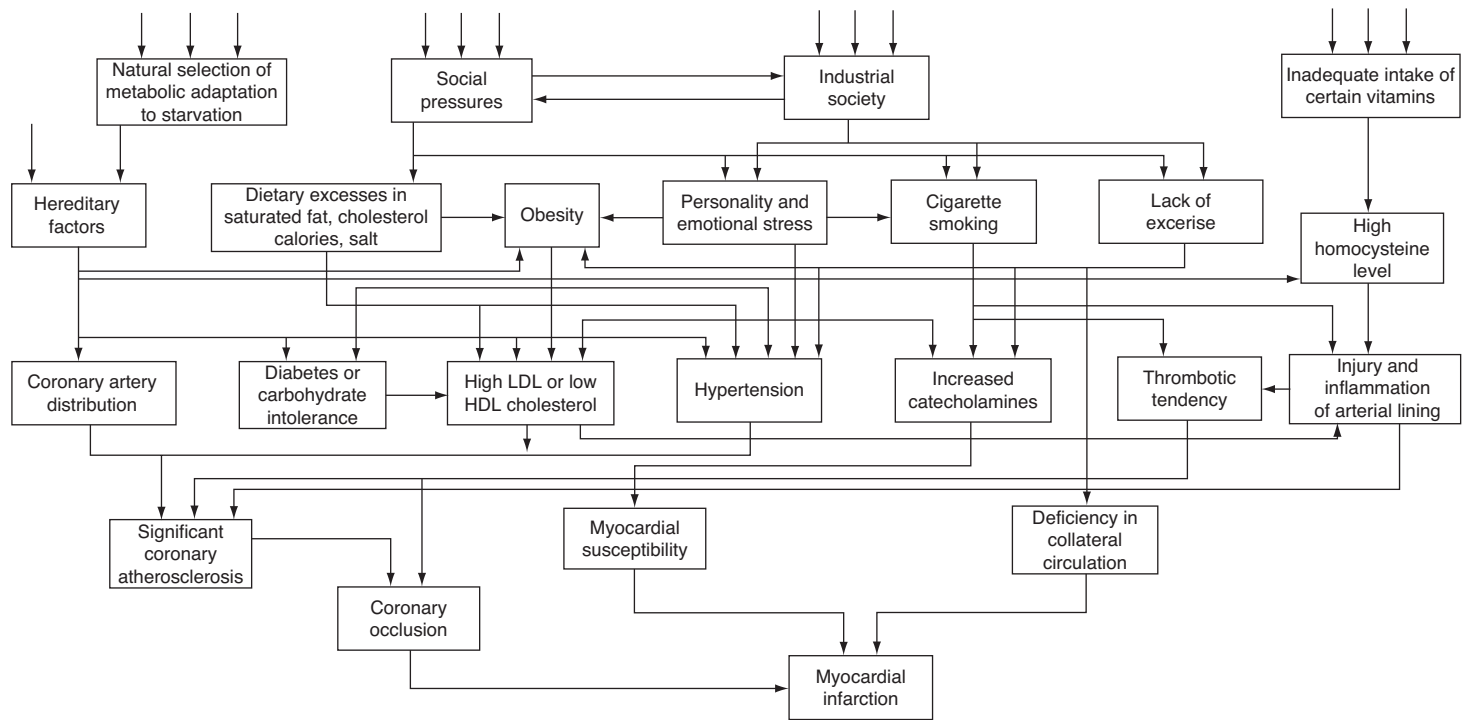 Natural selection of
metabolic adaptation
to starvation
Social
pressures
Industrial
society
Inadequate intake of
certain vitamins
Hereditary
factors
Dietary excesses in
saturated fat, cholesterol
calories, salt
Obesity
Personality and
emotional stress
Cigarette
smoking
Lack of
excerise
High
homocysteine
level
Coronary artery
distribution
Diabetes or
carbohydrate
intolerance
High LDL or low
HDL cholesterol
Hypertension
Increased
catecholamines
Thrombotic
tendency
Injury and
inflammation
of arterial lining
Significant
coronary
atherosclerosis
Myocardial
susceptibility
Deficiency in
collateral
circulation
Coronary
occlusion
Myocardial
infarction